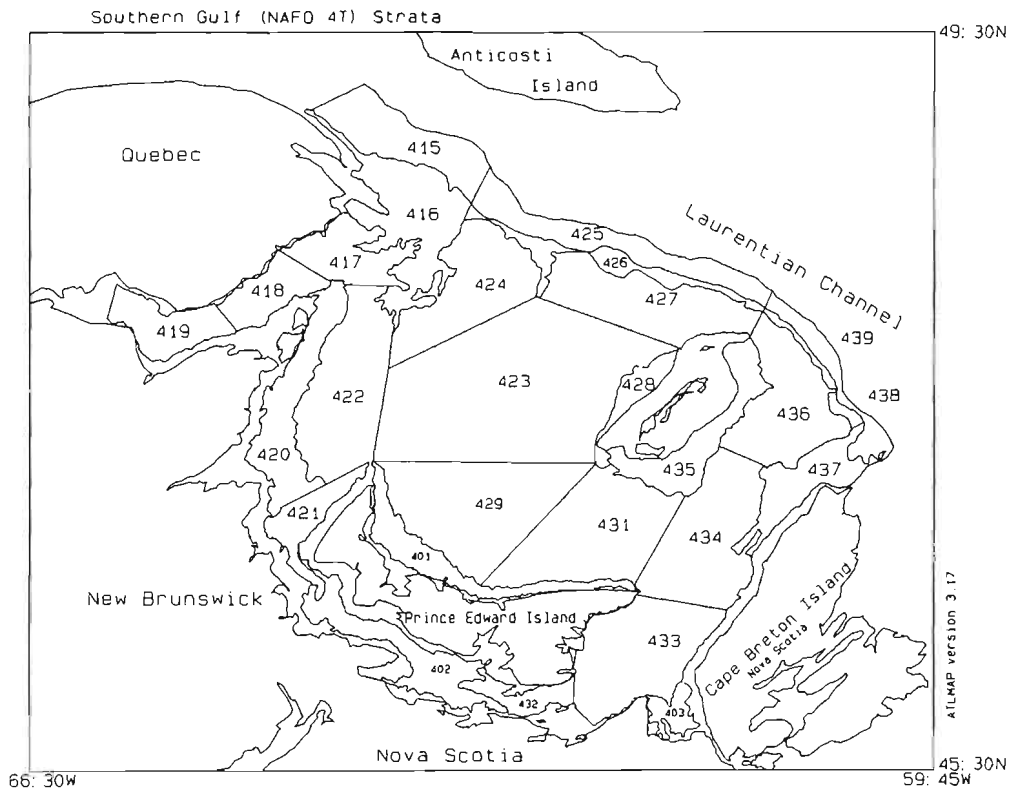 Southern Gulf (NAFO 4T) Strata
49: 30N
Anticosti
Island
Quebec
415
416
Laurentian Channel
425
426
417
424
427
418
419
439
423
428
422
438
436
420
435
437
429
421
431
434
401
New Brunswick
Prince Edward Island
Cape Breton Island
Nova Scotia
433
402
432
403
ATLMAP version 3.17
Nova Scotia
66: 30W
59: 45W
45: 30N